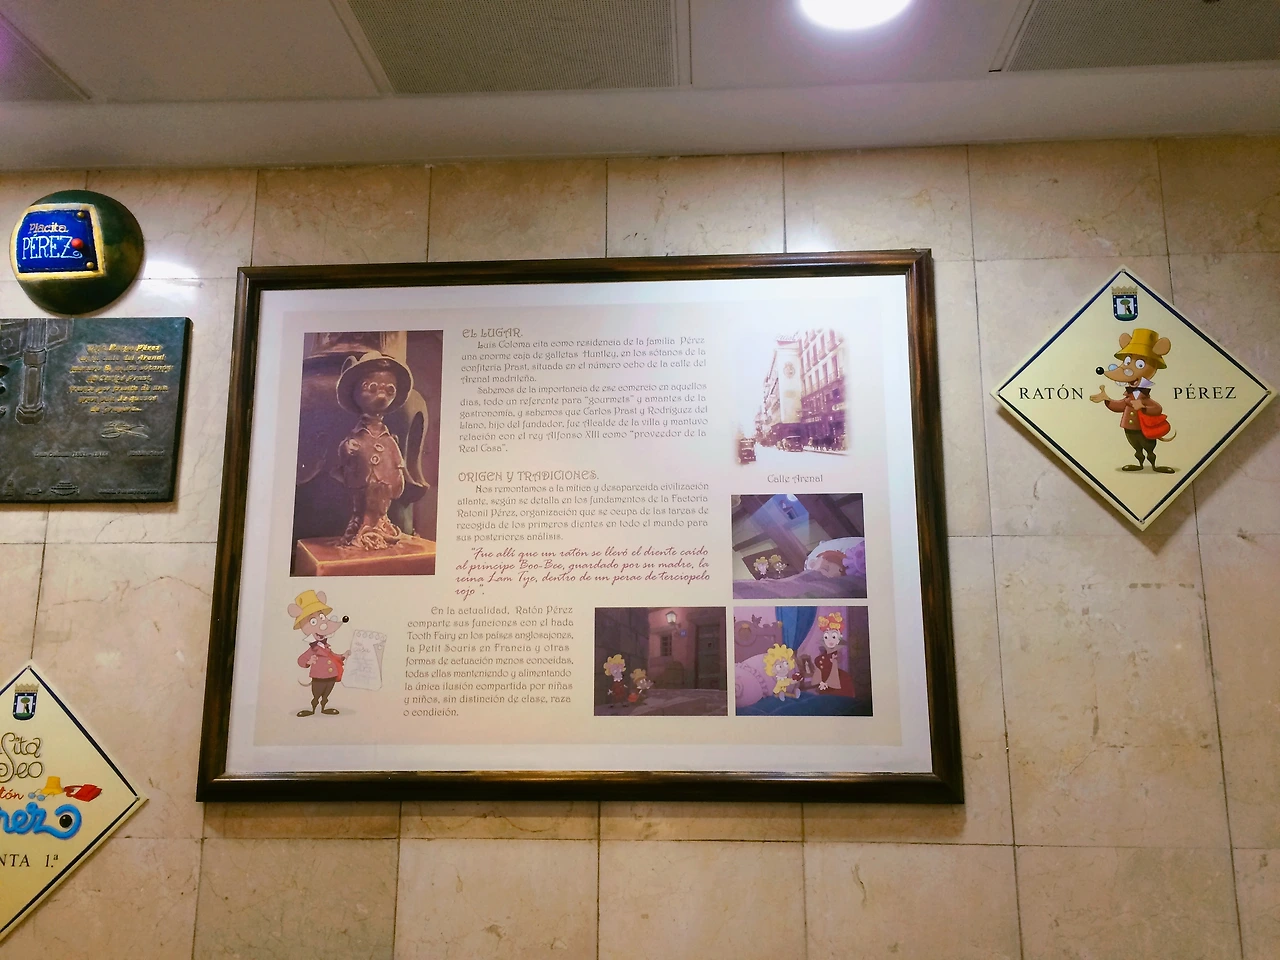 Placita
PÉREZ
EL LUGAR.
Luis Coloma cita como residencia de la familia Pérez
una enorme caja de galletas Huntley, en los sótanos de la
confitería Prast, situada en el número ocho de la calle del
Arenal madrileña.
Sabemos de la importancia de ese comercio en aquellos
días, todo un referente para "gourmets" y amantes de la
gastronomía, y sabemos que Carlos Prast y Rodríguez del
Llano, hijo del fundador, fue Alcalde de la villa y mantuvo
relación con el rey Alfonso XIII como "proveedor de la
Real Casa".
ORIGEN Y TRADICIONES.
Nos remontamos a la mítica y desaparecida civilización
atlante, según se detalla en los fundamentos de la Factoría
Ratonil Pérez, organización que se ocupa de las tareas de
recogida de los primeros dientes en todo el mundo para
sus posteriores análisis.
"Fue allí que un ratón se llevó el diente caído
al príncipe Boo-Bee, guardado por su madre, la
reina Lam Tye, dentro de un perae de terciopelo
rojo".
En la actualidad, Ratón Pérez
comparte sus funciones con el hada
Tooth Fairy en los países anglosajones,
la Petit Souris en Francia y otras
formas de actuación menos conocidas,
todas ellas manteniendo y alimentando
la única ilusión compartida por niñas
y niños, sin distinción de clase, raza
o condición.
Calle Arenal
RATÓN PÉREZ
sita
seo
tón
rez
NTA 1.ª